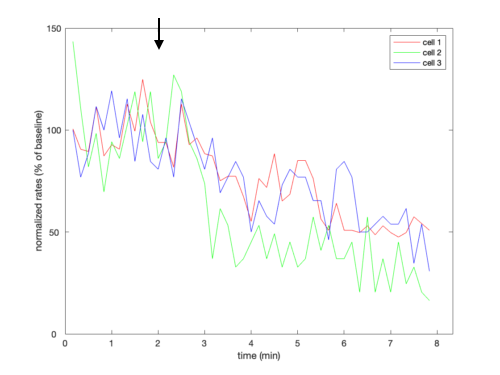 150
100
50
0
normalized rates (% of baseline)
cell 1
cell 2
cell 3
0 1 2 3 4 5 6 7 8
time (min)